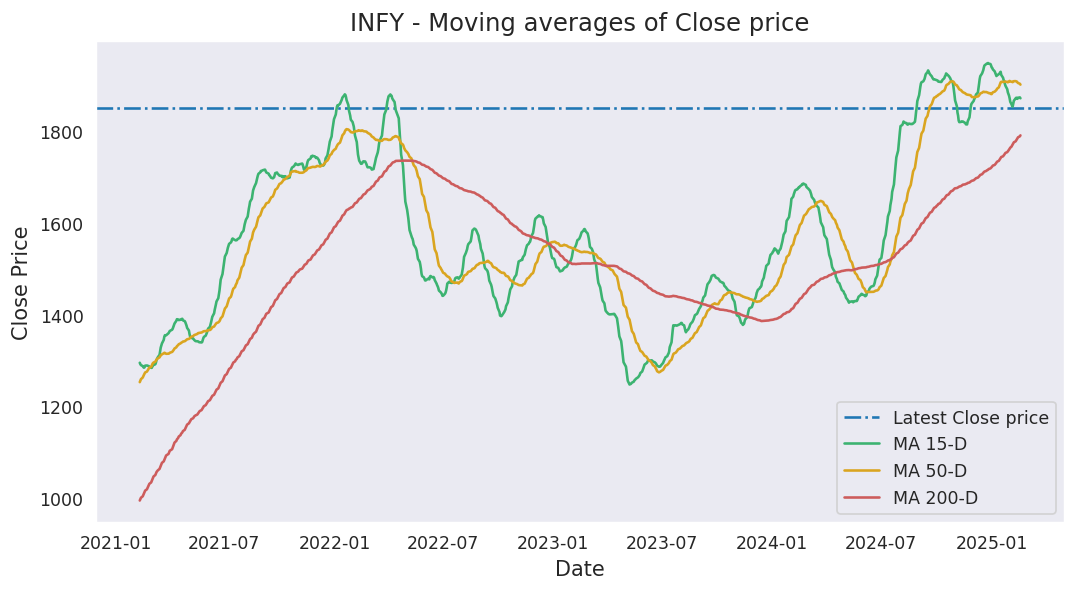 INFY - Moving averages of Close price
Close Price
1800
1600
1400
1200
1000
Latest Close price
MA 15-D
MA 50-D
MA 200-D
2021-01 2021-07 2022-01 2022-07 2023-01 2023-07 2024-01 2024-07 2025-01
Date